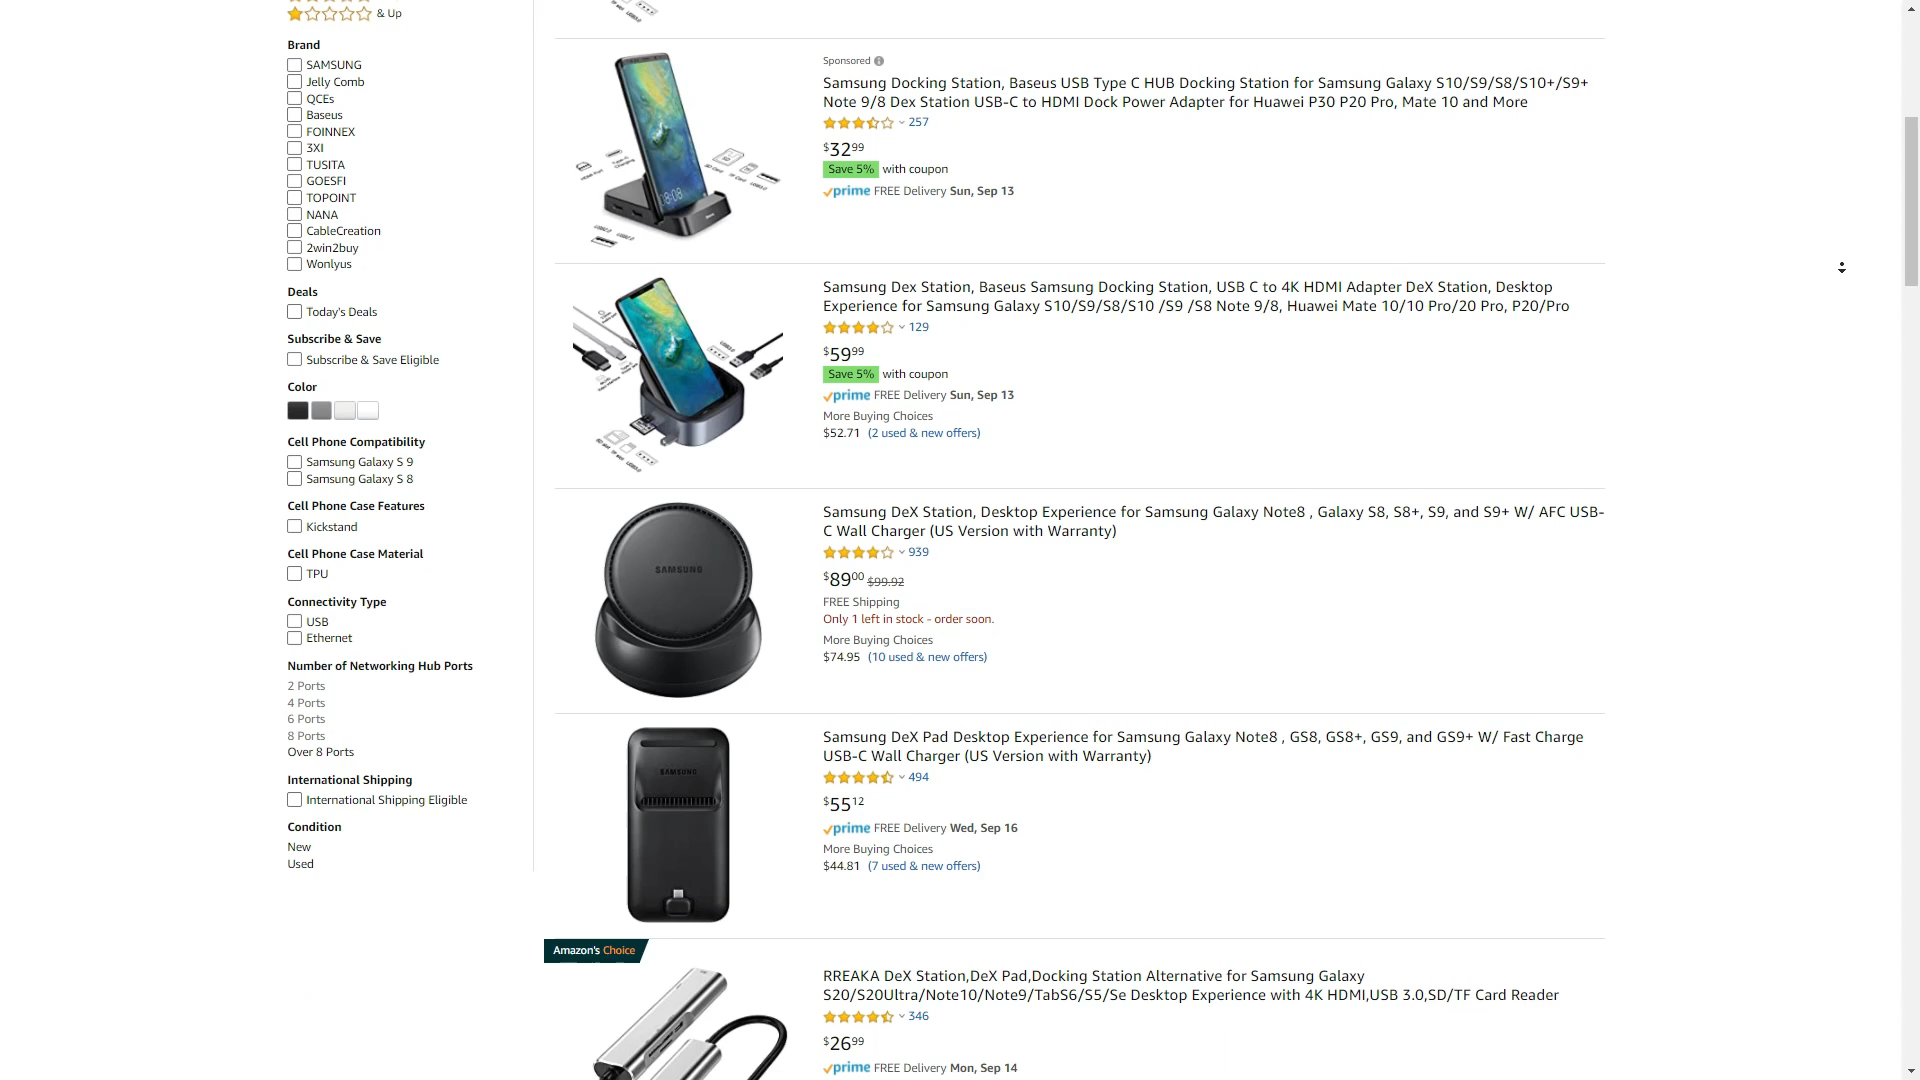 & Up
Brand
SAMSUNG
Jelly Comb
QCEs
Baseus
FOINNEX
3XI
TUSITA
GOESFI
TOPOINT
NANA
CableCreation
2win2buy
Wonlyus
Deals
Today's Deals
Subscribe & Save
Subscribe & Save Eligible
Color
Cell Phone Compatibility
Samsung Galaxy S 9
Samsung Galaxy S 8
Cell Phone Case Features
Kickstand
Cell Phone Case Material
TPU
Connectivity Type
USB
Ethernet
Number of Networking Hub Ports
2 Ports
4 Ports
6 Ports
8 Ports
Over 8 Ports
International Shipping
International Shipping Eligible
Condition
New
Used
Sponsored
Samsung Docking Station, Baseus USB Type C HUB Docking Station for Samsung Galaxy S10/S9/S8/S10+/S9+
Note 9/8 Dex Station USB-C to HDMI Dock Power Adapter for Huawei P30 P20 Pro, Mate 10 and More
257
$32 99
Save 5% with coupon
prime FREE Delivery Sun, Sep 13
Samsung Dex Station, Baseus Samsung Docking Station, USB C to 4K HDMI Adapter DeX Station, Desktop
Experience for Samsung Galaxy S10/S9/S8/S10 /S9 /S8 Note 9/8, Huawei Mate 10/10 Pro/20 Pro, P20/Pro
129
$59 99
Save 5% with coupon
prime FREE Delivery Sun, Sep 13
More Buying Choices
$52.71 (2 used & new offers)
SAMSUNG
Samsung DeX Station, Desktop Experience for Samsung Galaxy Note8 , Galaxy S8, S8+, S9, and S9+ W/ AFC USB-
C Wall Charger (US Version with Warranty)
939
$89 00 $99.92
FREE Shipping
Only 1 left in stock - order soon.
More Buying Choices
$74.95 (10 used & new offers)
SAMSUNG
Samsung DeX Pad Desktop Experience for Samsung Galaxy Note8 , GS8, GS8+, GS9, and GS9+ W/ Fast Charge
USB-C Wall Charger (US Version with Warranty)
494
$55 12
prime FREE Delivery Wed, Sep 16
More Buying Choices
$44.81 (7 used & new offers)
Amazon's Choice
RREAKA DeX Station,DeX Pad,Docking Station Alternative for Samsung Galaxy
S20/S20Ultra/Note10/Note9/TabS6/S5/Se Desktop Experience with 4K HDMI,USB 3.0,SD/TF Card Reader
346
$26 99
prime FREE Delivery Mon, Sep 14